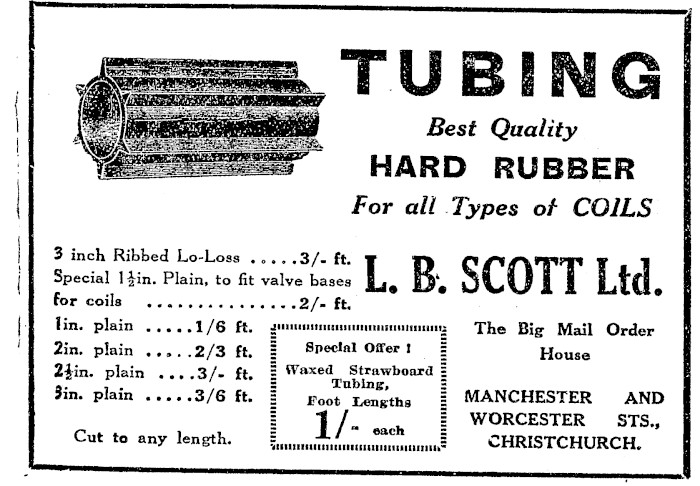 TUBING
Best Quality
HARD RUBBER
For all Types of COILS
3 inch Ribbed Lo-Loss .....3/- ft.
Special 1½in. Plain, to fit valve bases
for coils ...............2/- ft.
1in. plain .....1/6 ft.
2in. plain .....2/3 ft.
2½in. plain ....3/- ft.
3in. plain .....3/6 ft.
Cut to any length.
Special Offer !
Waxed Strawboard
Tubing,
Foot Lengths
1/- each
L. B. SCOTT Ltd.
The Big Mail Order
House
MANCHESTER AND
WORCESTER STS.,
CHRISTCHURCH.